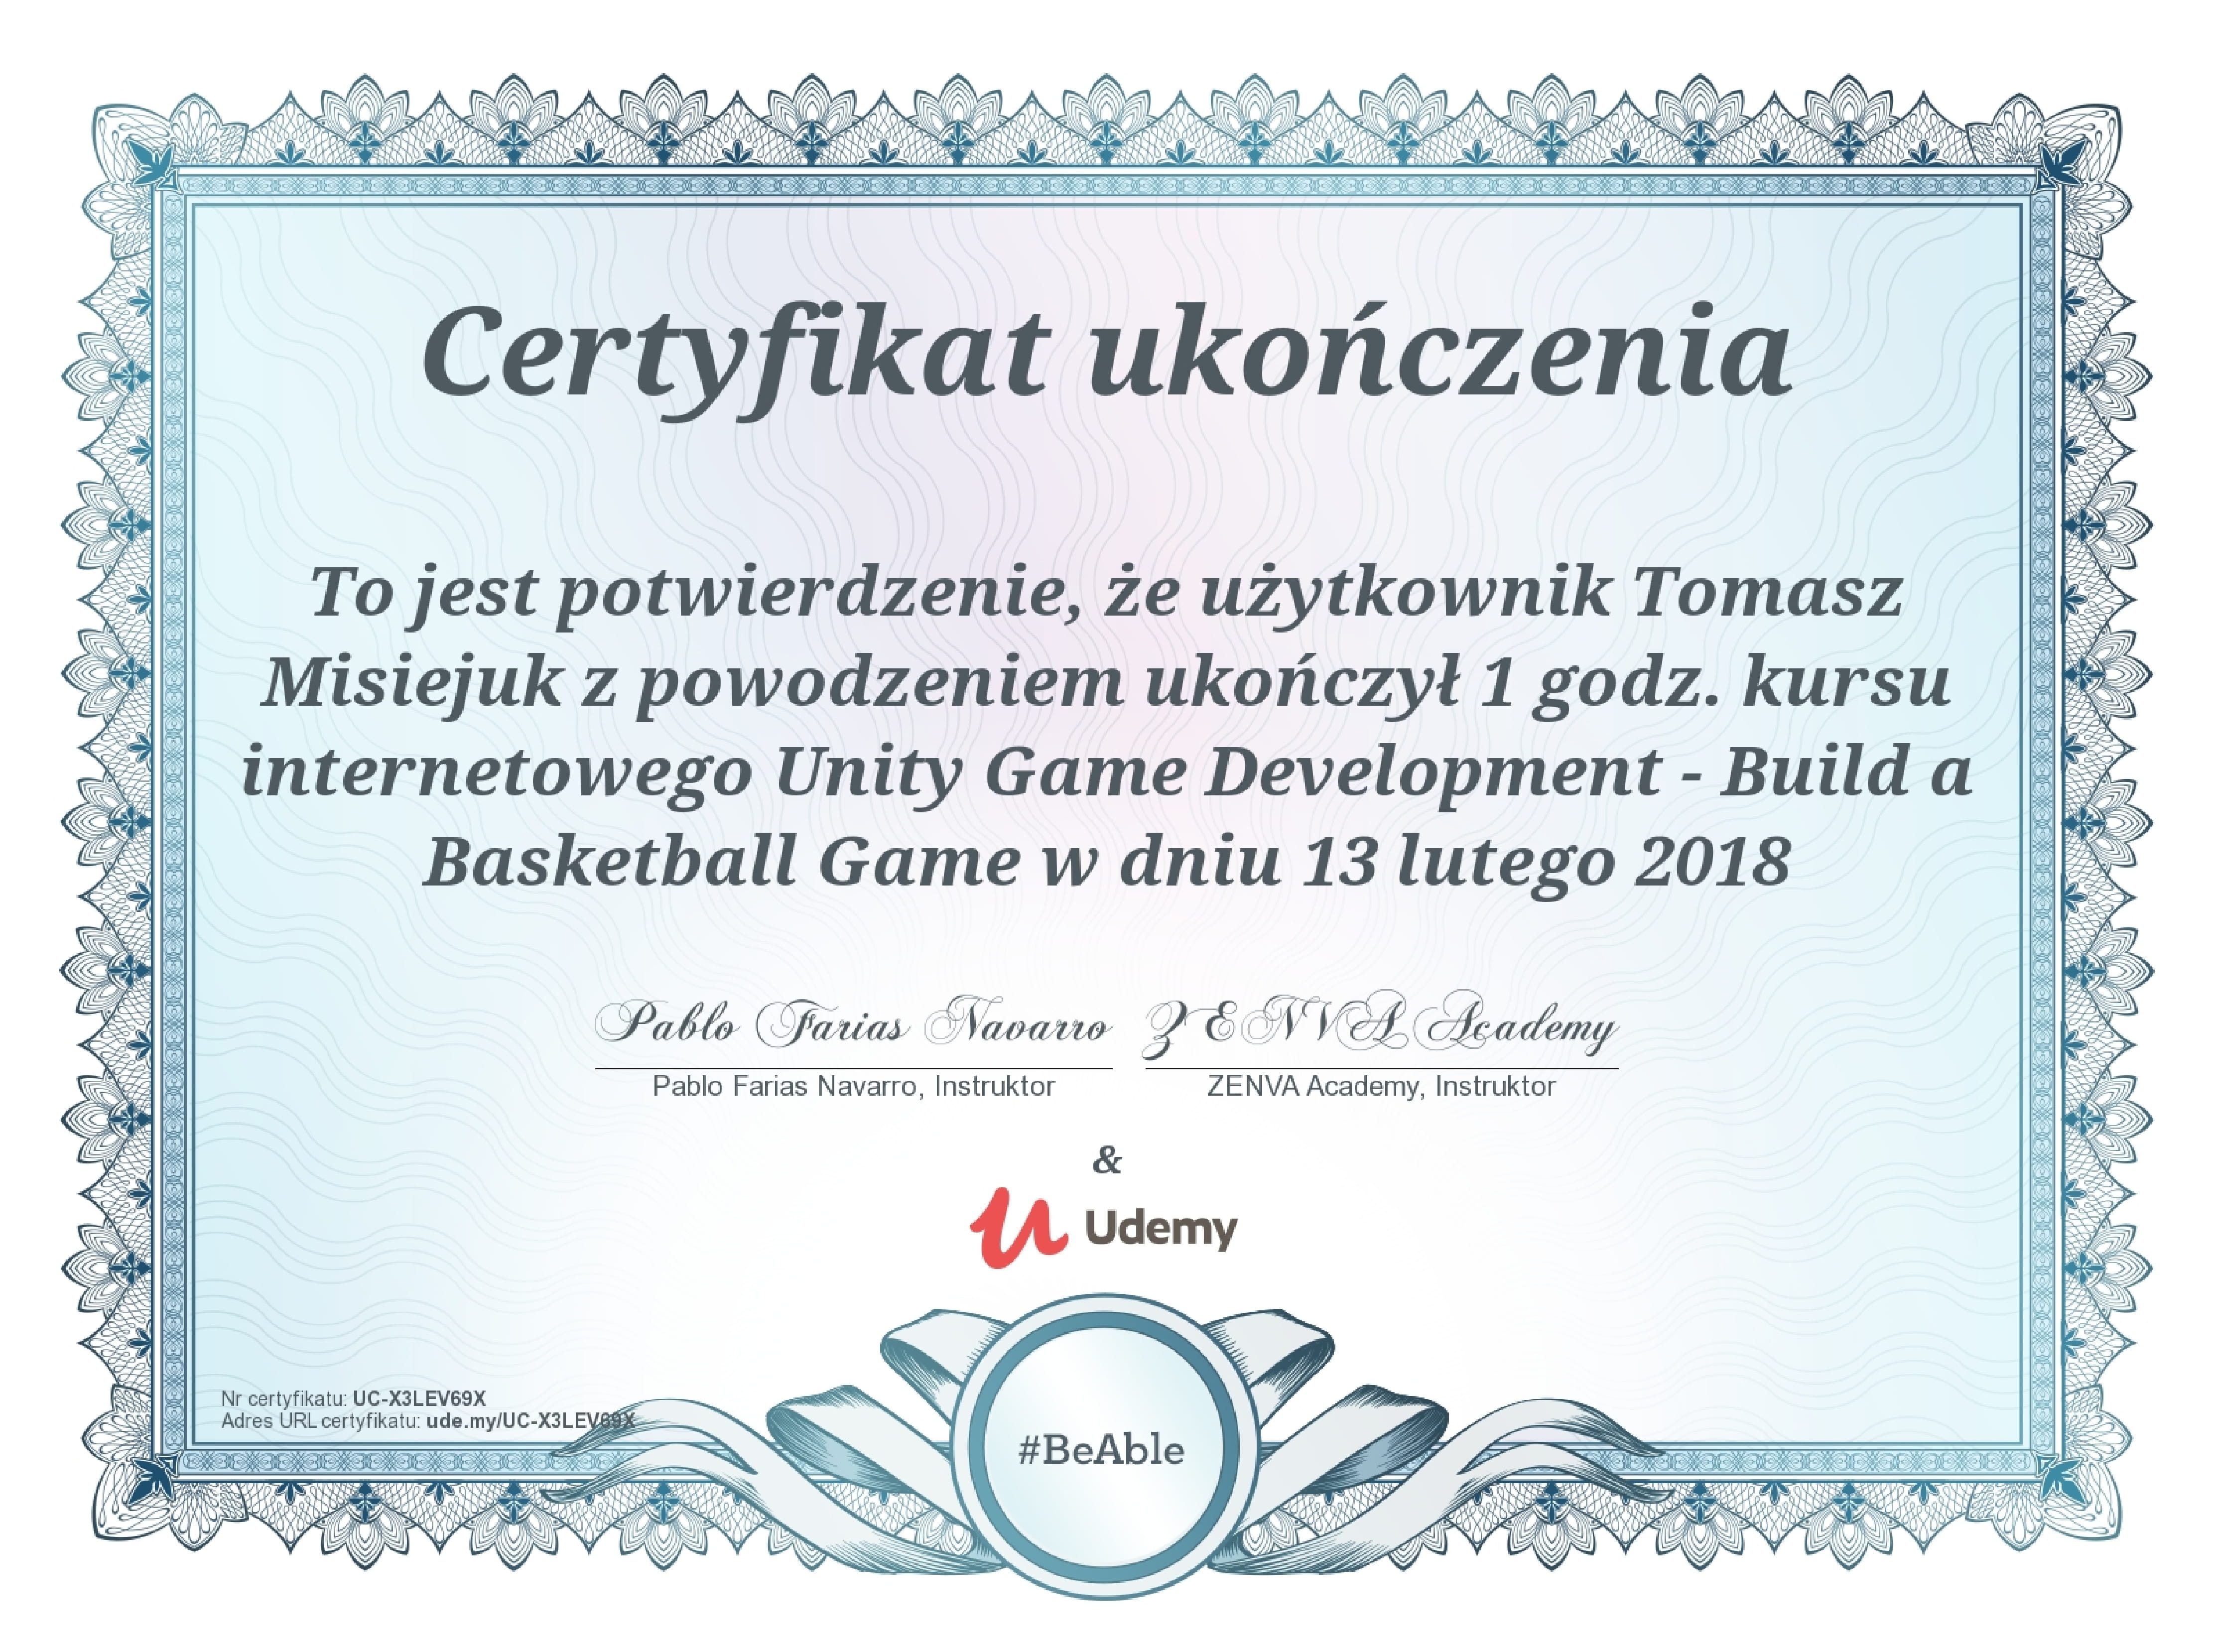 Certyfikat ukończenia
To jest potwierdzenie, że użytkownik Tomasz
Misiejuk z powodzeniem ukończył 1 godz. kursu
internetowego Unity Game Development - Build a
Basketball Game w dniu 13 lutego 2018
Pablo Farias Navarro ZENVA Academy
Pablo Farias Navarro, Instruktor ZENVA Academy, Instruktor
&
Udemy
Nr certyfikatu: UC-X3LEV69X
Adres URL certyfikatu: ude.my/UC-X3LEV69X
#BeAble